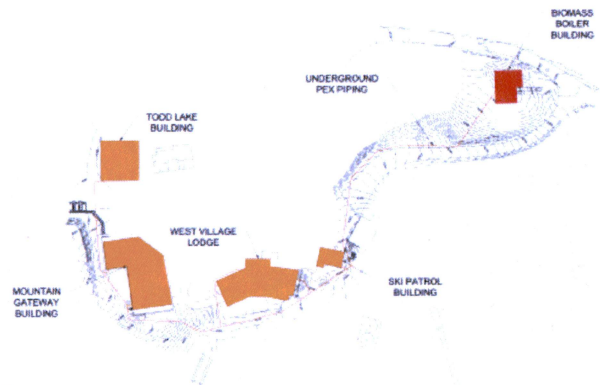 BIOMASS
BOILER
BUILDING
UNDERGROUND
PEX PIPING
TODD LAKE
BUILDING
WEST VILLAGE
LODGE
MOUNTAIN
GATEWAY
BUILDING
SKI PATROL
BUILDING